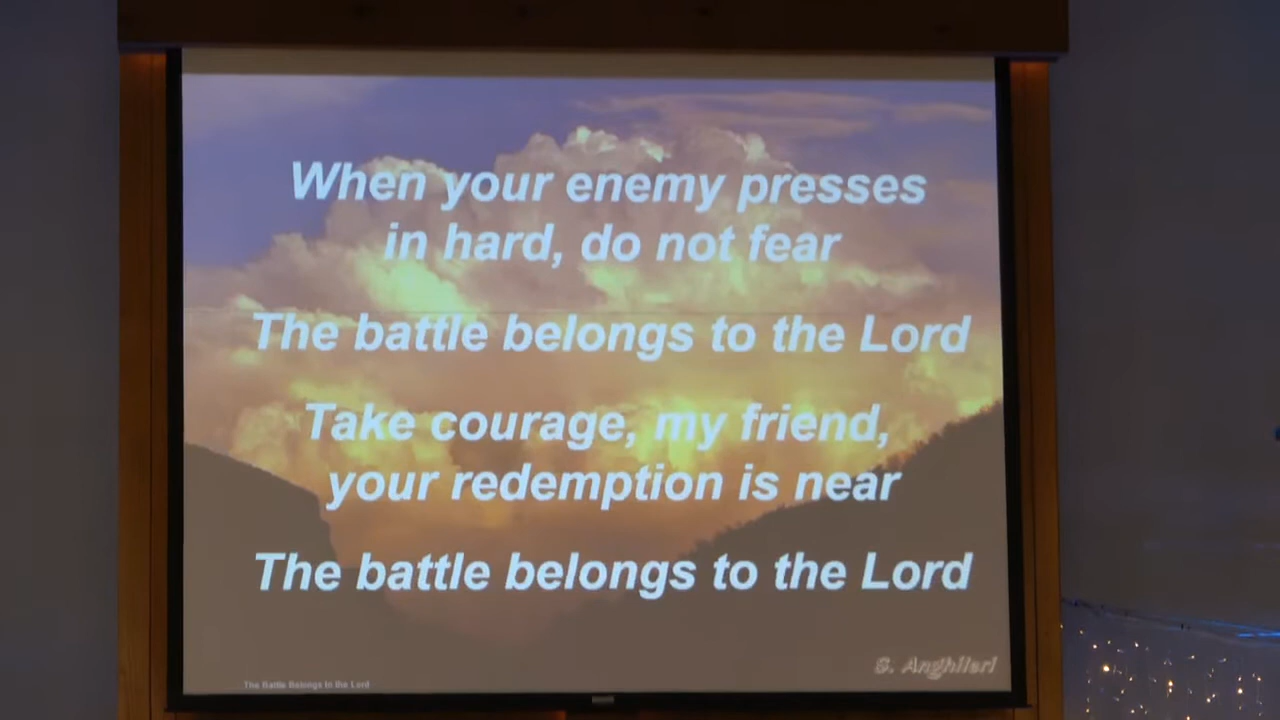 When your enemy presses
in hard, do not fear
The battle belongs to the Lord
Take courage, my friend,
your redemption is near
The battle belongs to the Lord
S. Anghileri
The Battle Belongs to the Lord